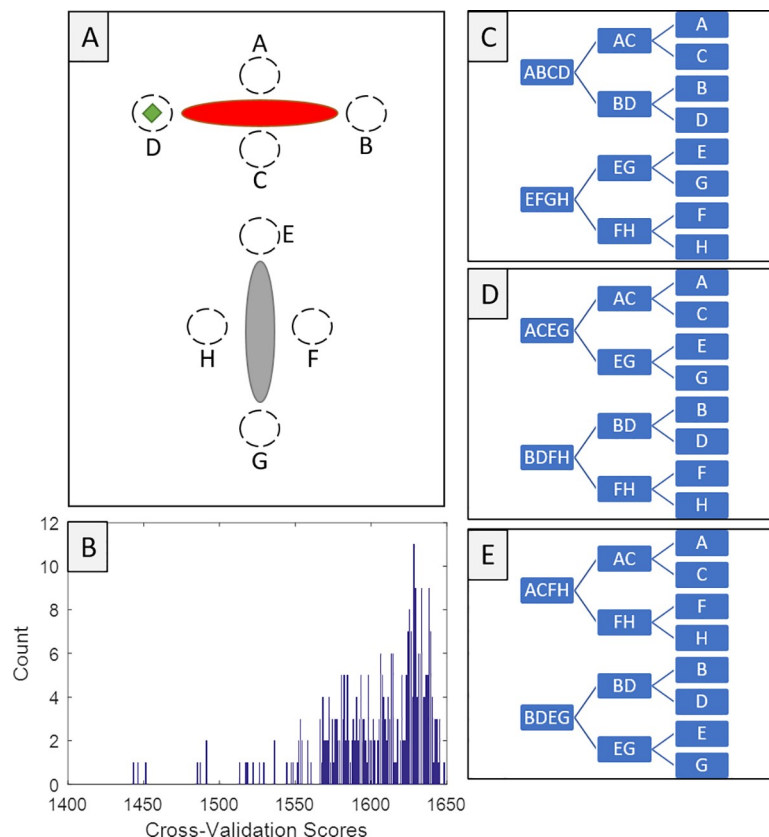 A
A
D
B
C
E
H
F
G
B
12
10
8
6
4
2
0
Count
1400 1450 1500 1550 1600 1650
Cross-Validation Scores
C
ABCD
AC
BD
A
C
B
D
EFGH
EG
FH
E
G
F
H
D
ACEG
AC
EG
A
C
E
G
BDFH
BD
FH
B
D
F
H
E
ACFH
AC
FH
A
C
F
H
BDEG
BD
EG
B
D
E
G